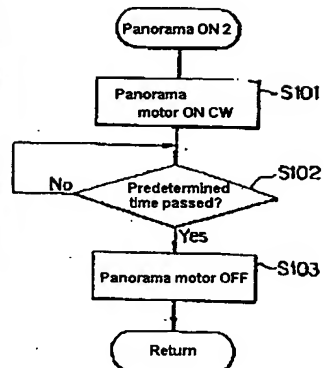 Panorama ON 2
Panorama
motor ON CW
S101
No
Predetermined
time passed?
S102
Yes
Panorama motor OFF
S103
Return